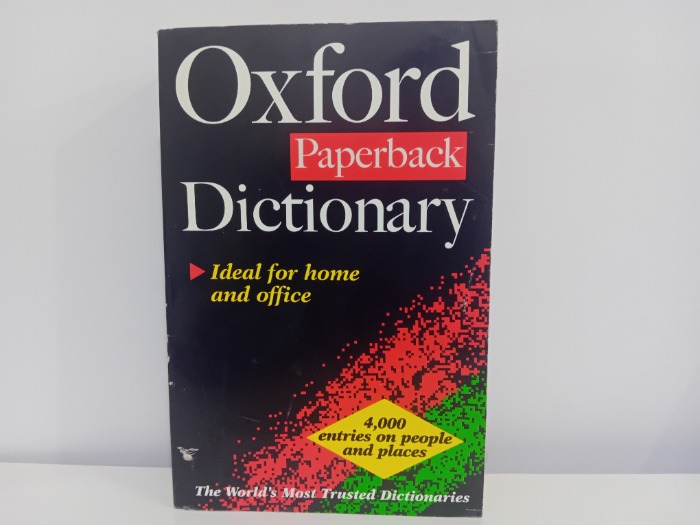 Oxford
Paperback
Dictionary
Ideal for home
and office
4,000
entries on people
and places
The World's Most Trusted Dictionaries